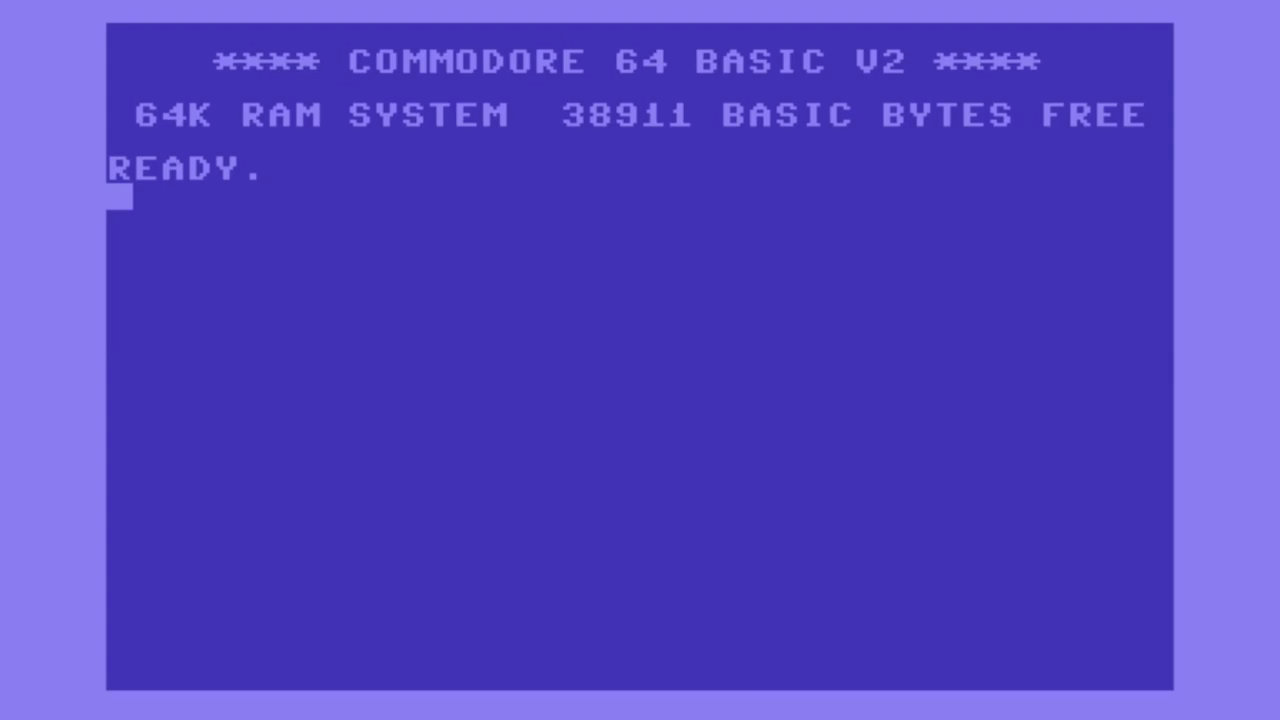 **** COMMODORE 64 BASIC V2 ****
64K RAM SYSTEM  38911 BASIC BYTES FREE
READY.